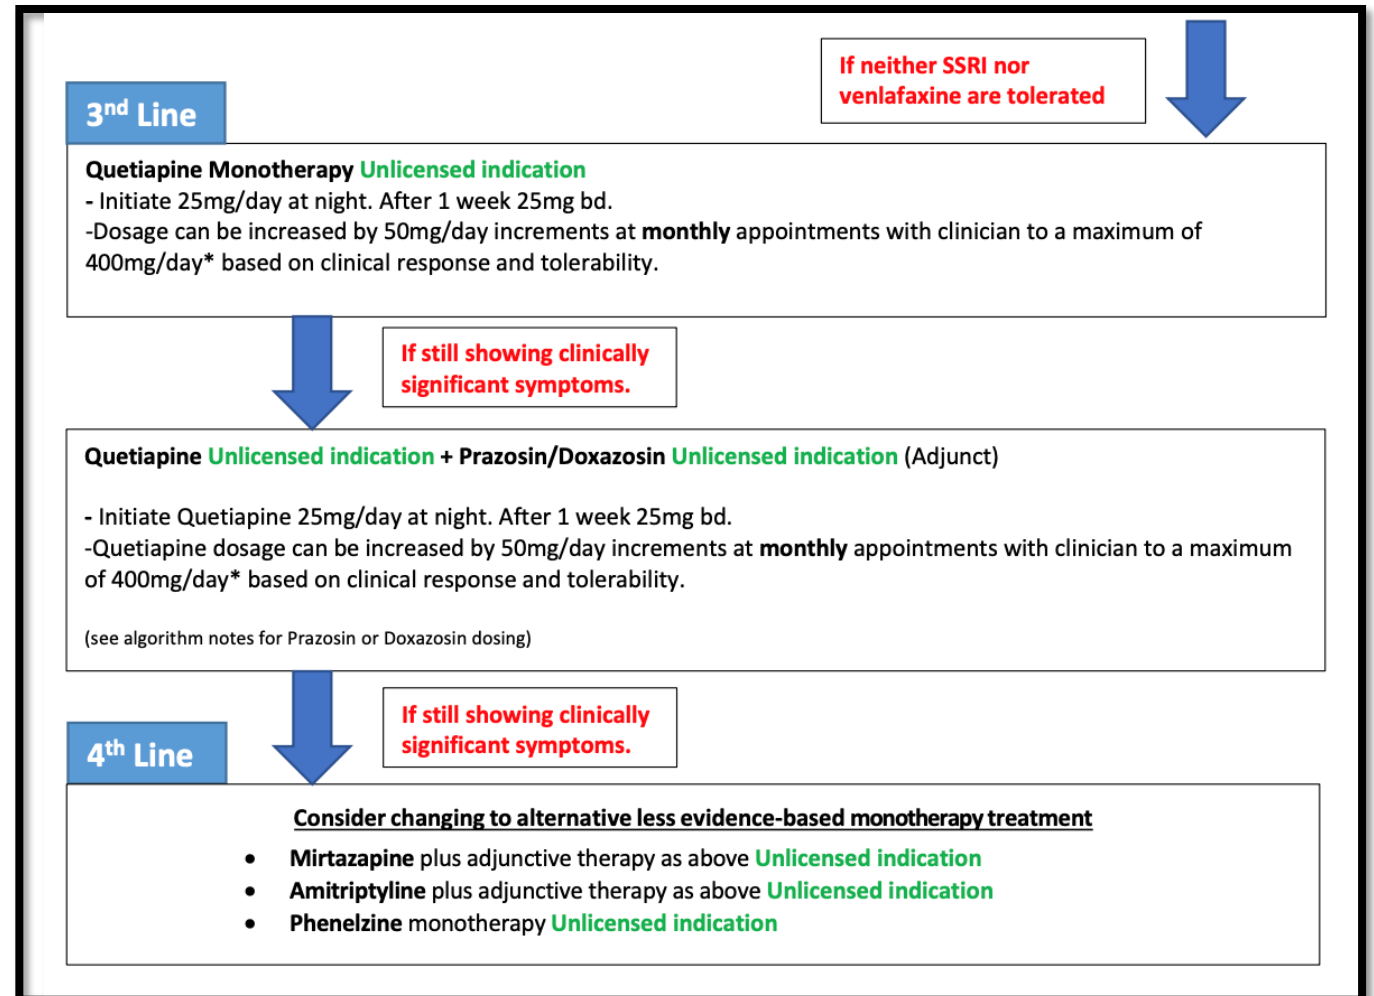 If neither SSRI nor
venlafaxine are tolerated
3nd Line
Quetiapine Monotherapy Unlicensed indication
- Initiate 25mg/day at night. After 1 week 25mg bd.
-Dosage can be increased by 50mg/day increments at monthly appointments with clinician to a maximum of
400mg/day* based on clinical response and tolerability.
If still showing clinically
significant symptoms.
Quetiapine Unlicensed indication + Prazosin/Doxazosin Unlicensed indication (Adjunct)
- Initiate Quetiapine 25mg/day at night. After 1 week 25mg bd.
-Quetiapine dosage can be increased by 50mg/day increments at monthly appointments with clinician to a maximum
of 400mg/day* based on clinical response and tolerability.
(see algorithm notes for Prazosin or Doxazosin dosing)
If still showing clinically
significant symptoms.
4th Line
Consider changing to alternative less evidence-based monotherapy treatment
• Mirtazapine plus adjunctive therapy as above Unlicensed indication
• Amitriptyline plus adjunctive therapy as above Unlicensed indication
• Phenelzine monotherapy Unlicensed indication